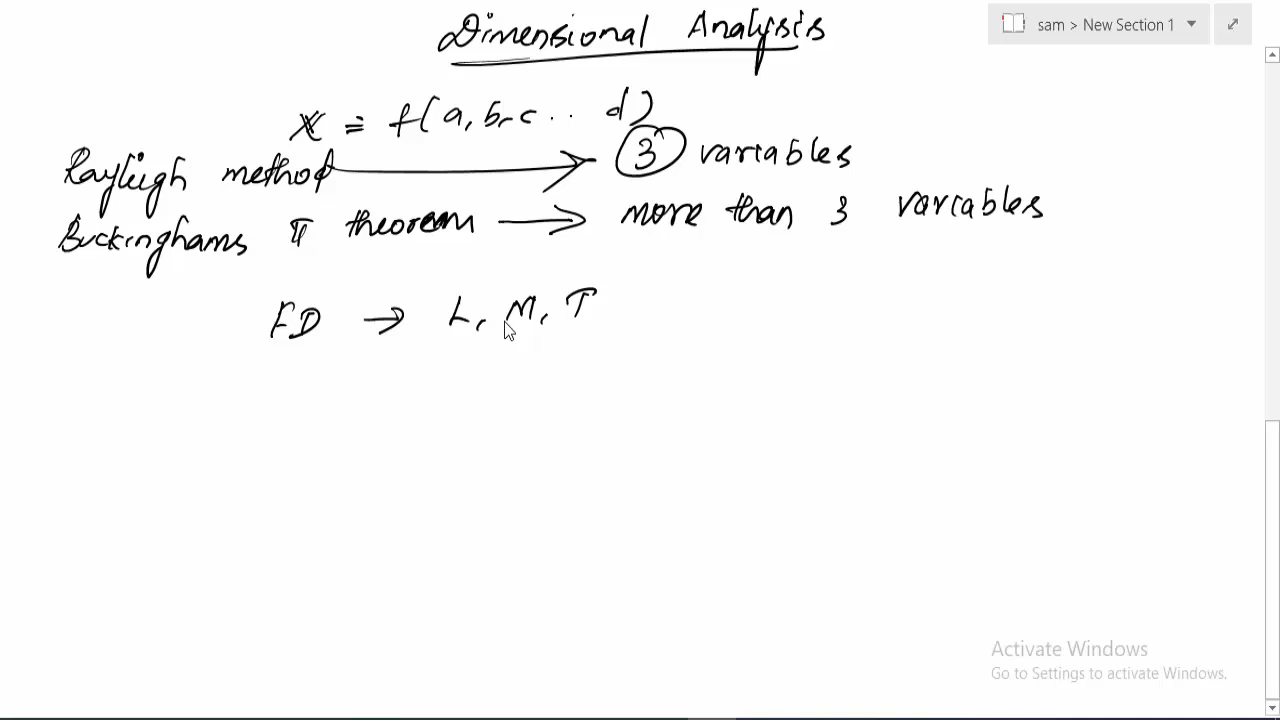 Dimensional Analysis
sam > New Section 1
X = f(a, b, c .. d)
Rayleigh method → 3 variables
Buckinghams π theorem → more than 3 variables
FD → L, M, T
Activate Windows
Go to Settings to activate Windows.